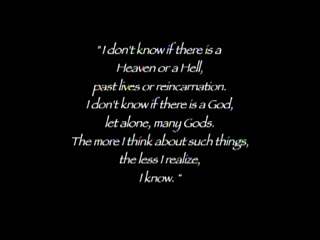 " I don't know if there is a
Heaven or a Hell,
past lives or reincarnation.
I don't know if there is a God,
let alone, many Gods.
The more I think about such things,
the less I realize,
I know. "